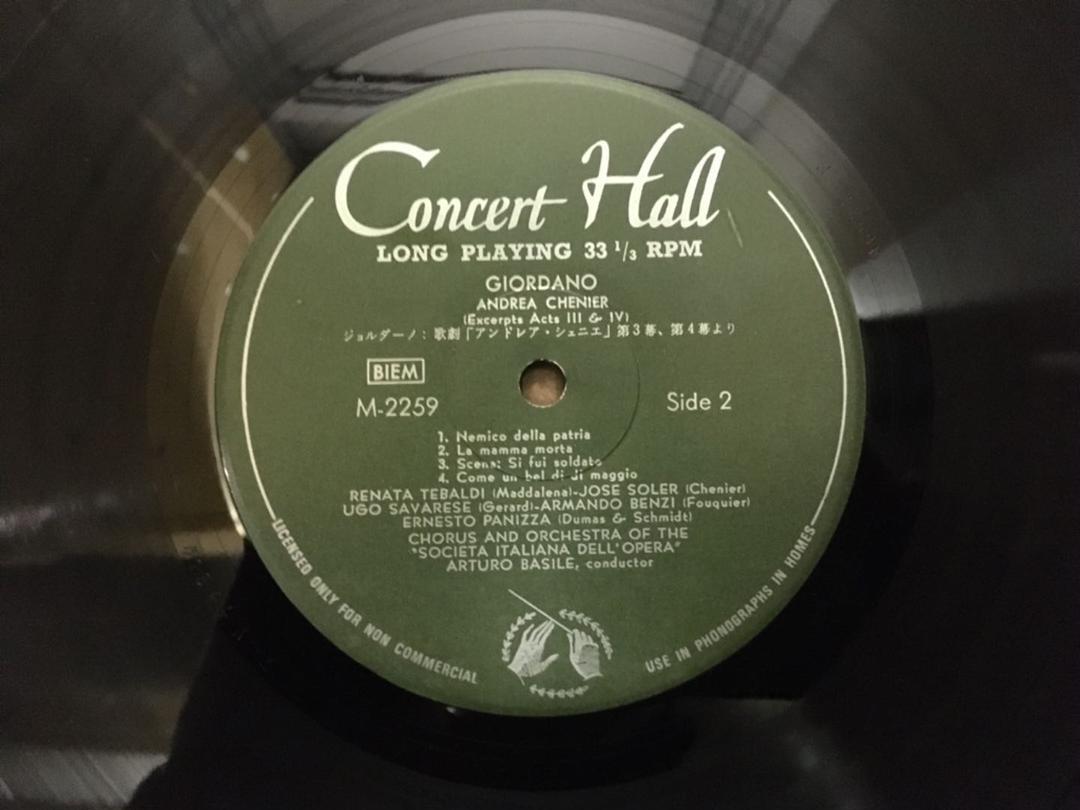 Concert Hall
LONG PLAYING 33 1/3 RPM
GIORDANO
ANDREA CHENIER
(Excerpts Acts III & IV)
ジョルダーノ：歌劇「アンドレア・シェニエ」第3幕、第4幕より
BIEM
M-2259
Side 2
1. Nemico della patria
2. La mamma morta
3. Scena: Si fui soldato
4. Come un bel di di maggio
RENATA TEBALDI (Maddalena)-JOSE SOLER (Chenier)
UGO SAVARESE (Gerard)-ARMANDO BENZI (Fouquier)
ERNESTO PANIZZA (Dumas & Schmidt)
CHORUS AND ORCHESTRA OF THE
"SOCIETA ITALIANA DELL'OPERA"
ARTURO BASILE, conductor
LICENSED ONLY FOR NON COMMERCIAL
USE IN PHONOGRAPHS IN HOMES